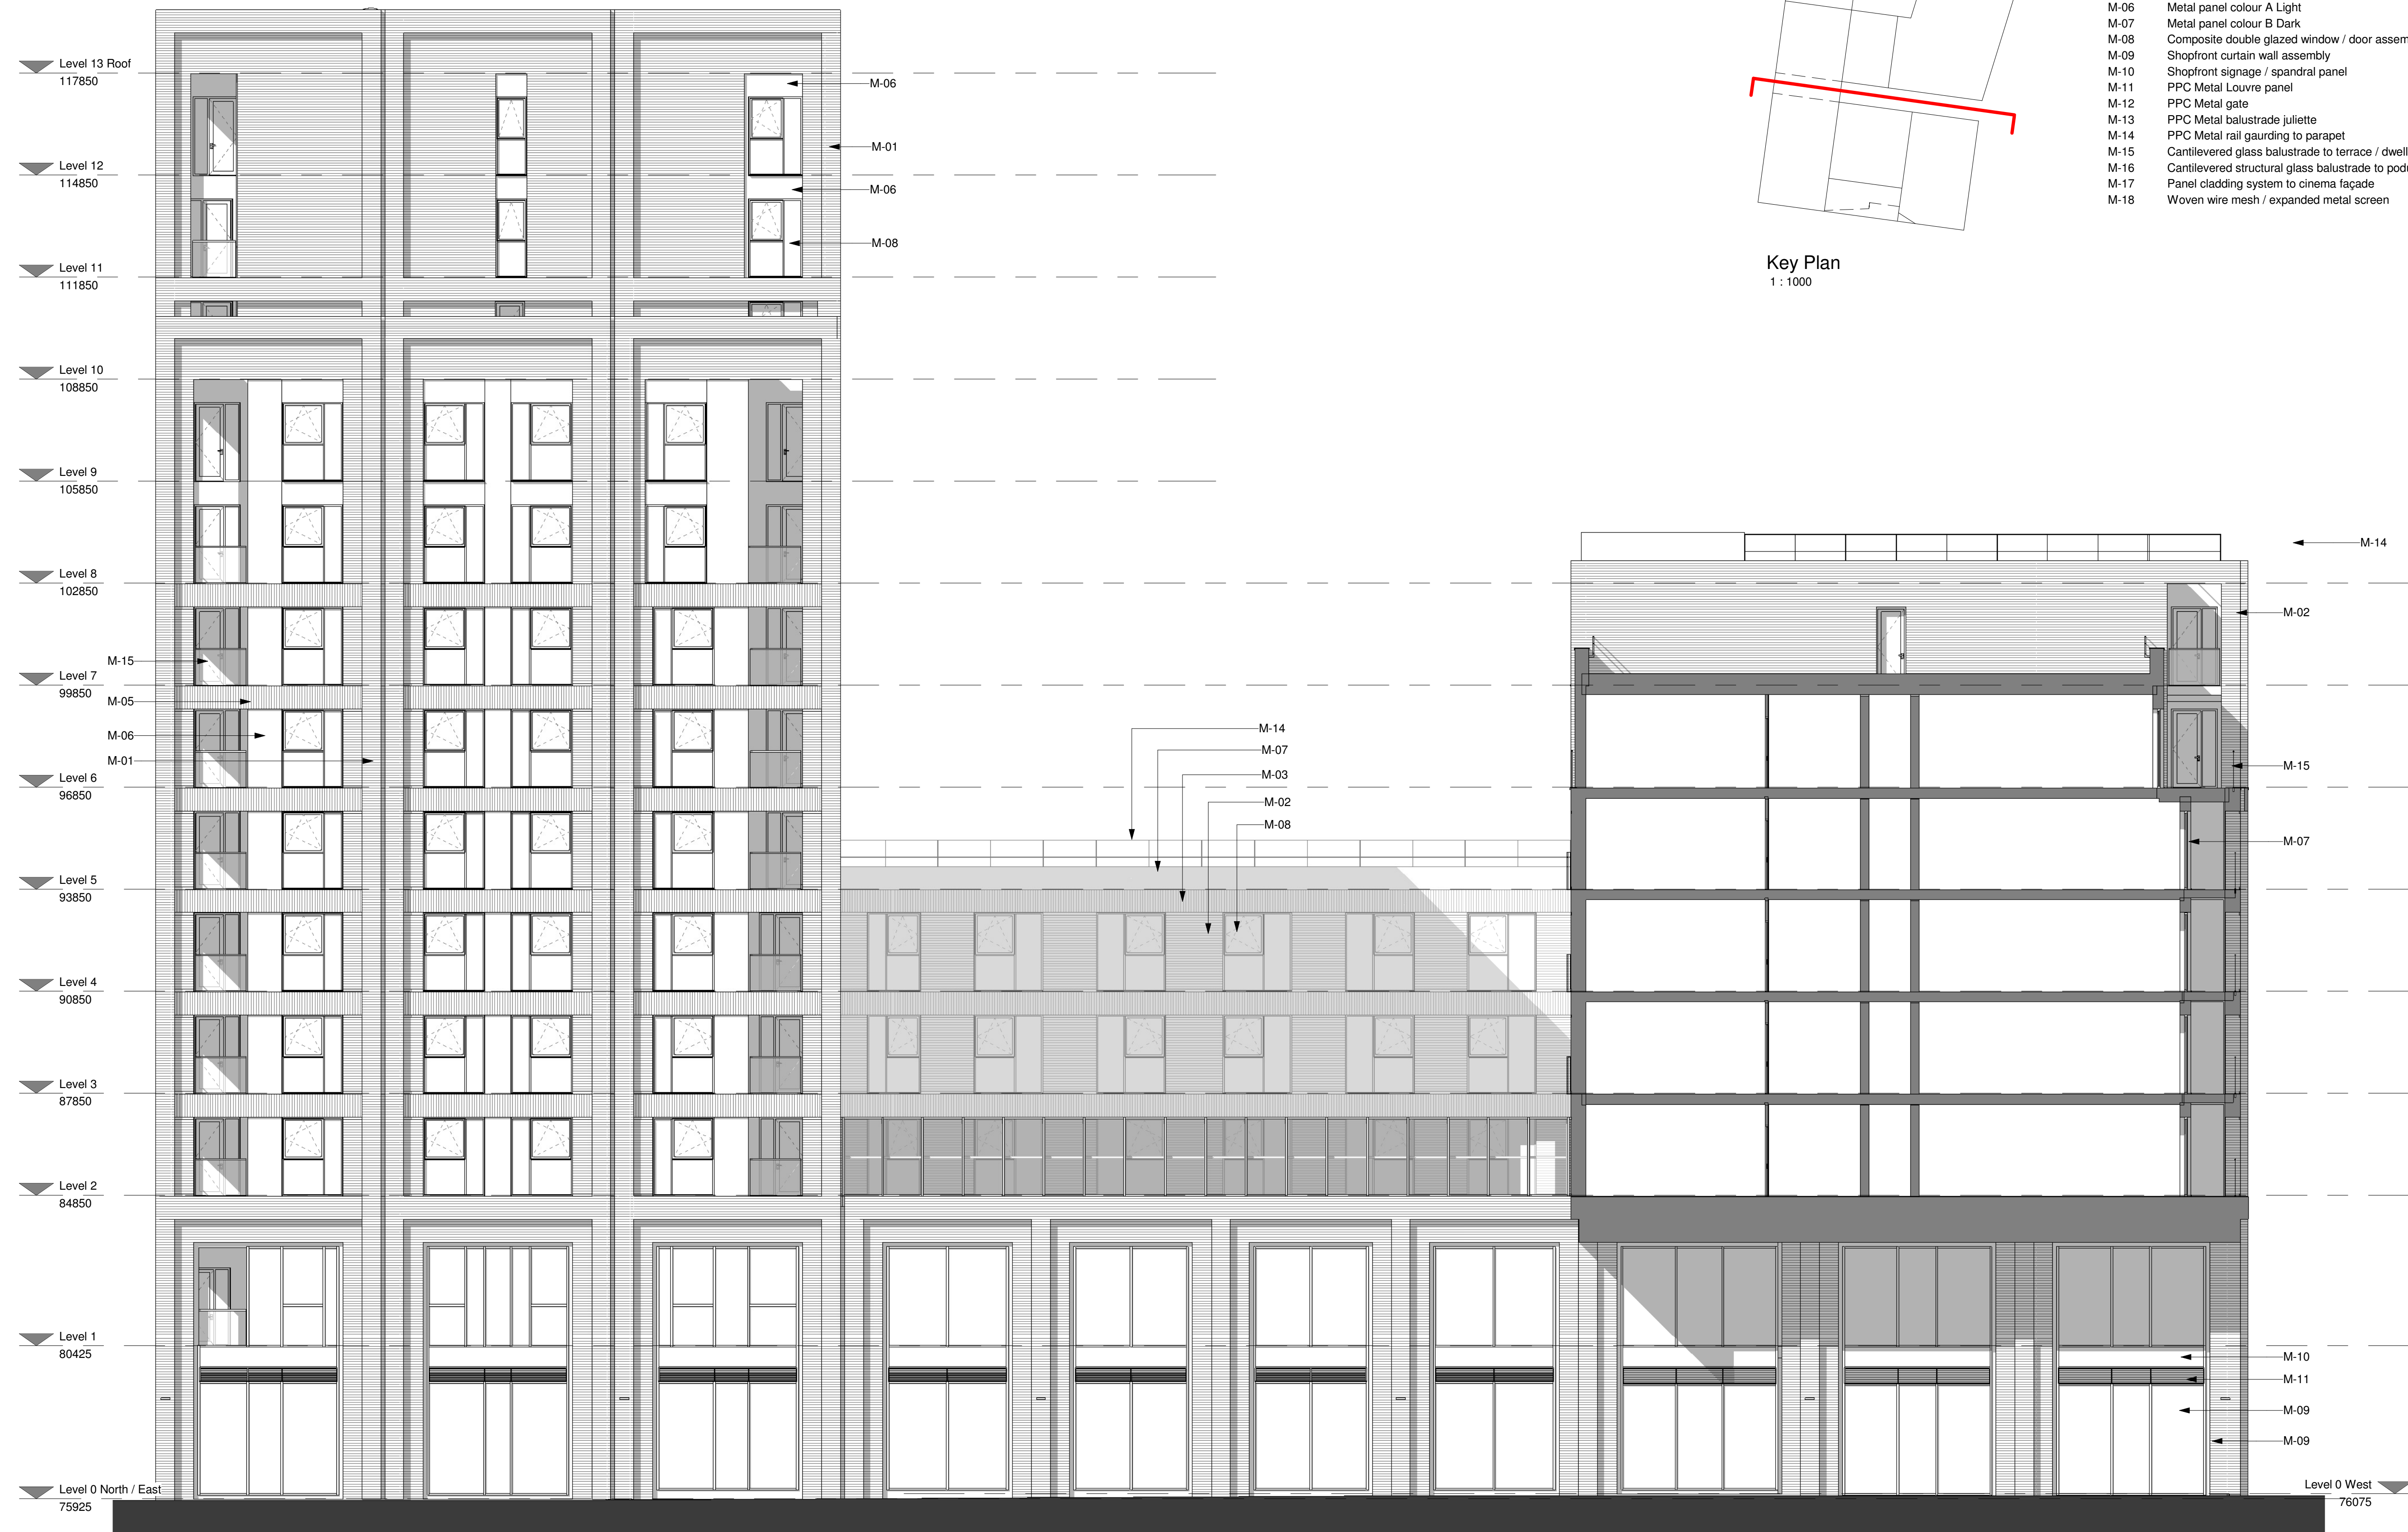 M-06 Metal panel colour A Light
M-07 Metal panel colour B Dark
M-08 Composite double glazed window / door assem
M-09 Shopfront curtain wall assembly
M-10 Shopfront signage / spandral panel
M-11 PPC Metal Louvre panel
M-12 PPC Metal gate
M-13 PPC Metal balustrade juliette
M-14 PPC Metal rail gaurding to parapet
M-15 Cantilevered glass balustrade to terrace / dwell
M-16 Cantilevered structural glass balustrade to pod
M-17 Panel cladding system to cinema façade
M-18 Woven wire mesh / expanded metal screen
Key Plan
1 : 1000
Level 13 Roof
117850
M-06
M-01
Level 12
114850
M-06
M-08
Level 11
111850
Level 10
108850
Level 9
105850
M-14
Level 8
102850
M-02
M-15
Level 7
99850
M-05
M-06
M-01
M-14
M-07
M-03
M-02
M-08
M-15
Level 6
96850
M-07
Level 5
93850
Level 4
90850
Level 3
87850
Level 2
84850
Level 1
80425
M-10
M-11
M-09
M-09
Level 0 North / East
75925
Level 0 West
76075